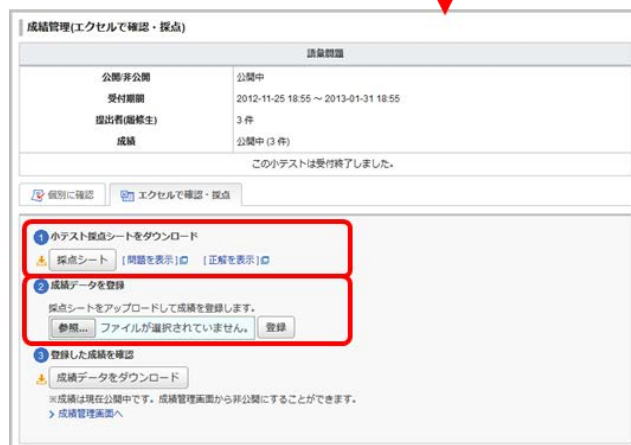 成績管理(エクセルで確認・採点)
語彙問題
公開/非公開 公開中
受付期間 2012-11-25 18:55 ～ 2013-01-31 18:55
提出者(履修生) 3 件
成績 公開中 (3 件)
この小テストは受付終了しました。
個別に確認 エクセルで確認・採点
1 小テスト採点シートをダウンロード
採点シート [問題を表示] [正解を表示]
2 成績データを登録
採点シートをアップロードして成績を登録します。
参照... ファイルが選択されていません。 登録
3 登録した成績を確認
成績データをダウンロード
※成績は現在公開中です。成績管理画面から非公開にすることができます。
> 成績管理画面へ